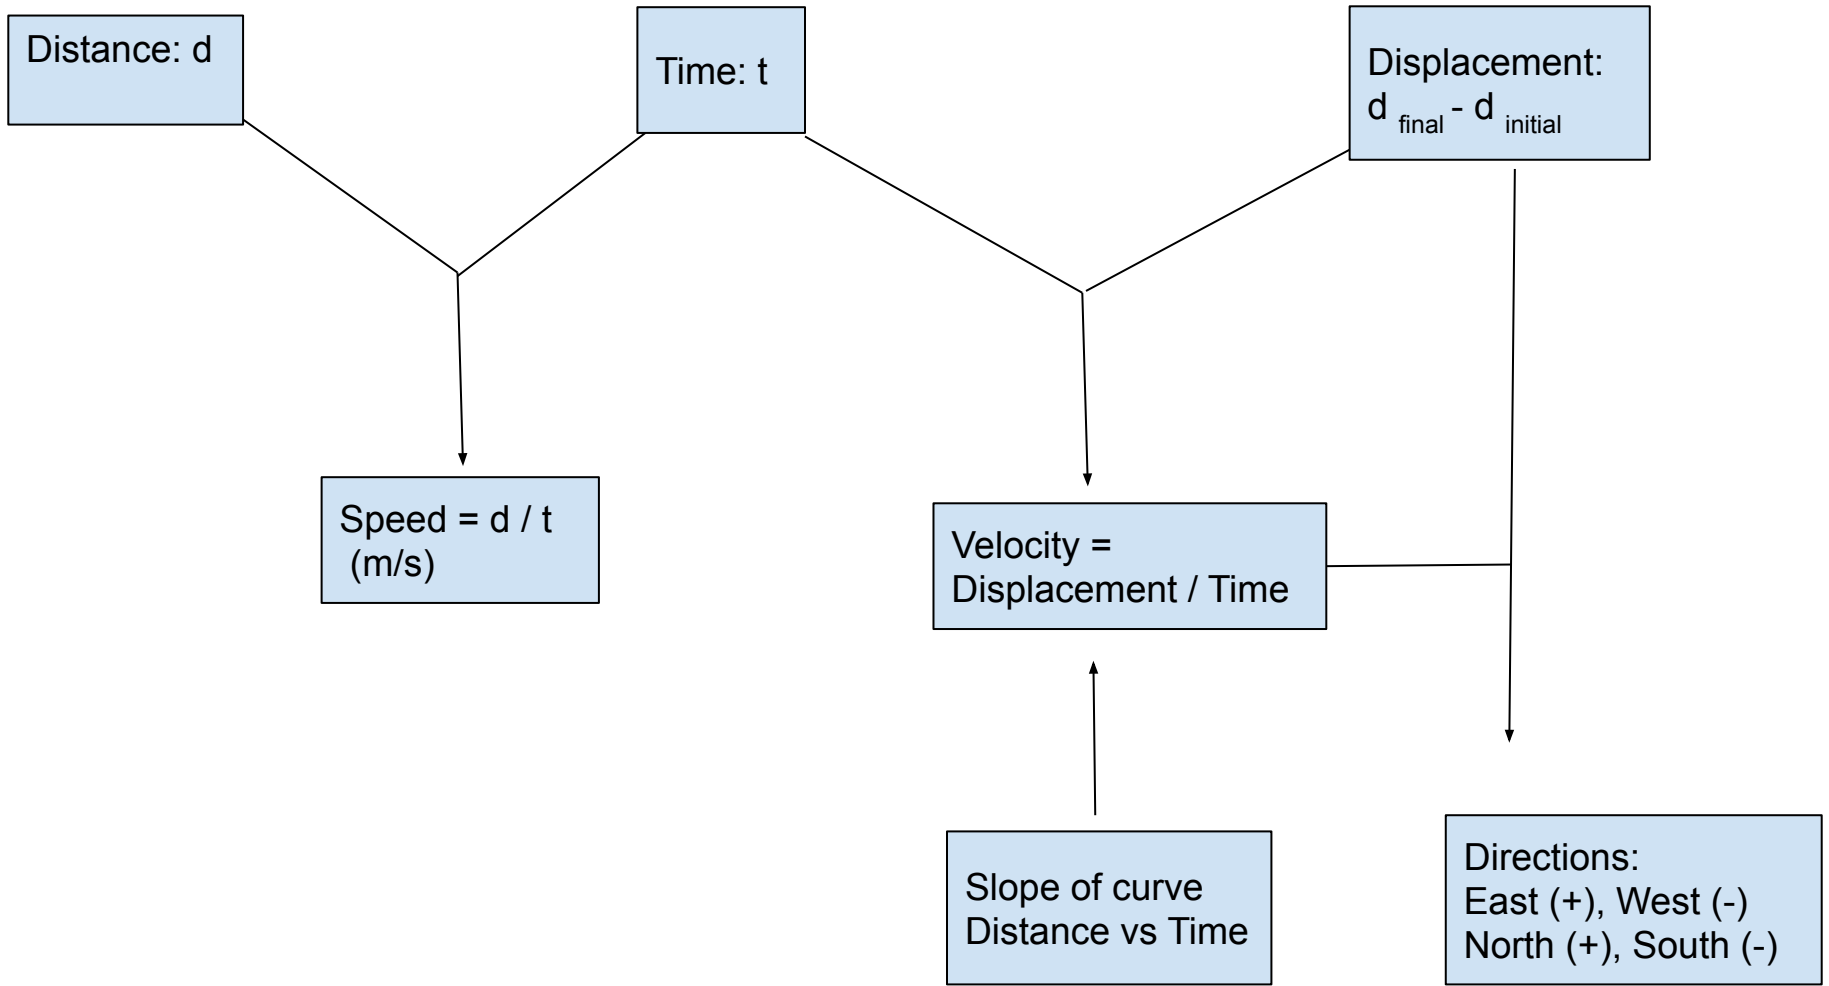 Distance: d
Time: t
Displacement:
d final - d initial
Speed = d / t
(m/s)
Velocity =
Displacement / Time
Slope of curve
Distance vs Time
Directions:
East (+), West (-)
North (+), South (-)